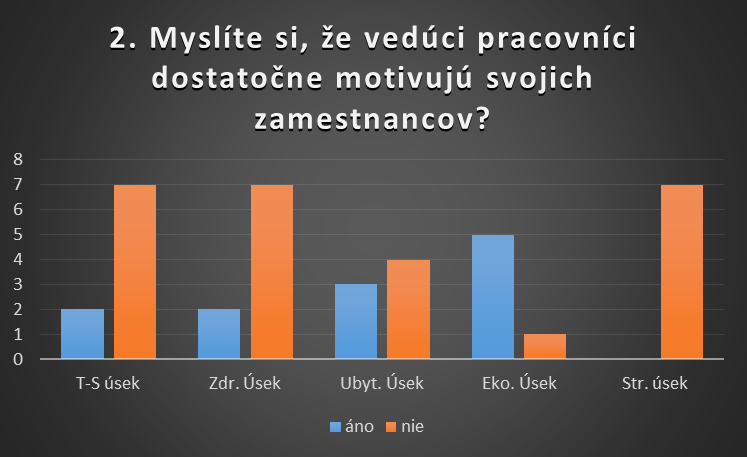 2. Myslíte si, že vedúci pracovníci
dostatočne motivujú svojich
zamestnancov?
8
7
6
5
4
3
2
1
0
T-S úsek
Zdr. Úsek
Ubyt. Úsek
Eko. Úsek
Str. úsek
áno
nie